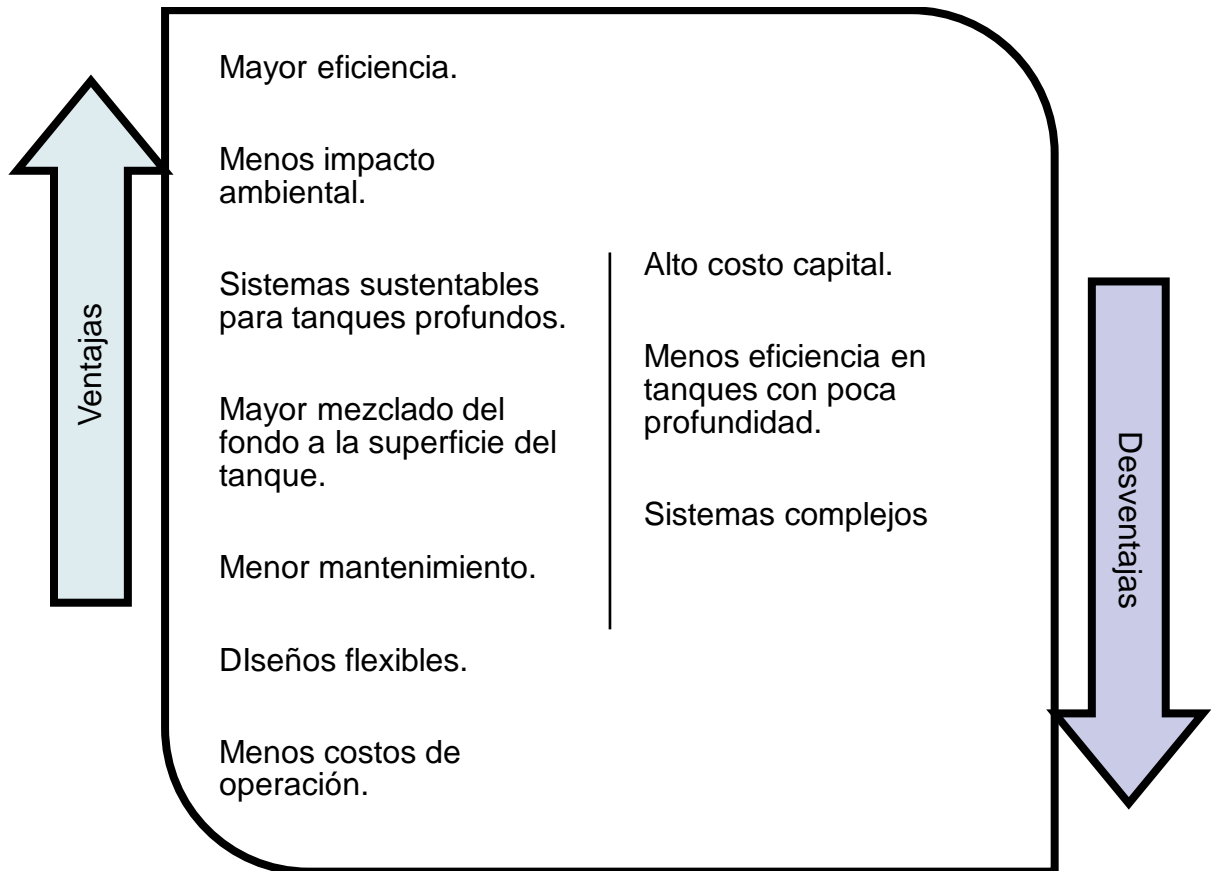 Ventajas
Mayor eficiencia.
Menos impacto
ambiental.
Sistemas sustentables
para tanques profundos.
Mayor mezclado del
fondo a la superficie del
tanque.
Menor mantenimiento.
DIseños flexibles.
Menos costos de
operación.
Alto costo capital.
Menos eficiencia en
tanques con poca
profundidad.
Sistemas complejos
Desventajas